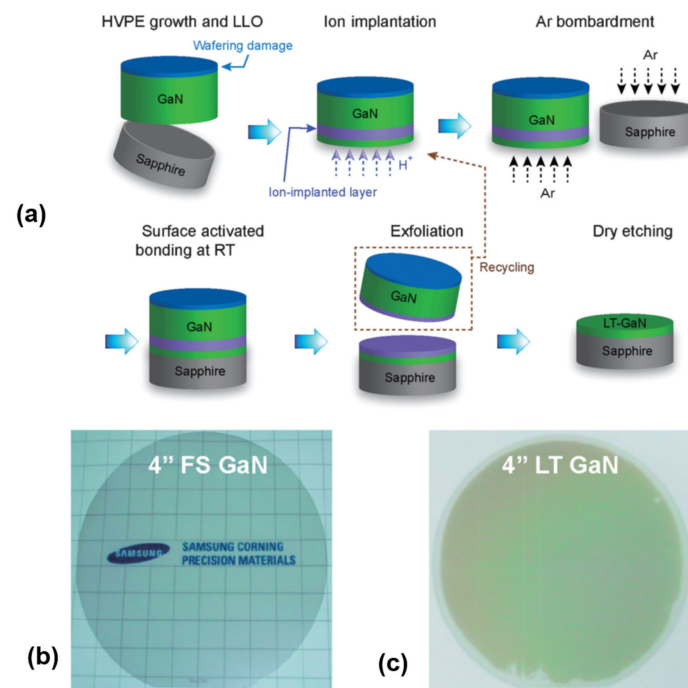 HVPE growth and LLO
Ion implantation
Ar bombardment
Wafering damage
GaN
Sapphire
GaN
H+
Ion-implanted layer
Ar
GaN
Sapphire
Ar
(a)
Surface activated
bonding at RT
Exfoliation
Dry etching
Recycling
GaN
Sapphire
GaN
Sapphire
LT-GaN
Sapphire
4” FS GaN
SAMSUNG
SAMSUNG CORNING
PRECISION MATERIALS
(b)
4” LT GaN
(c)